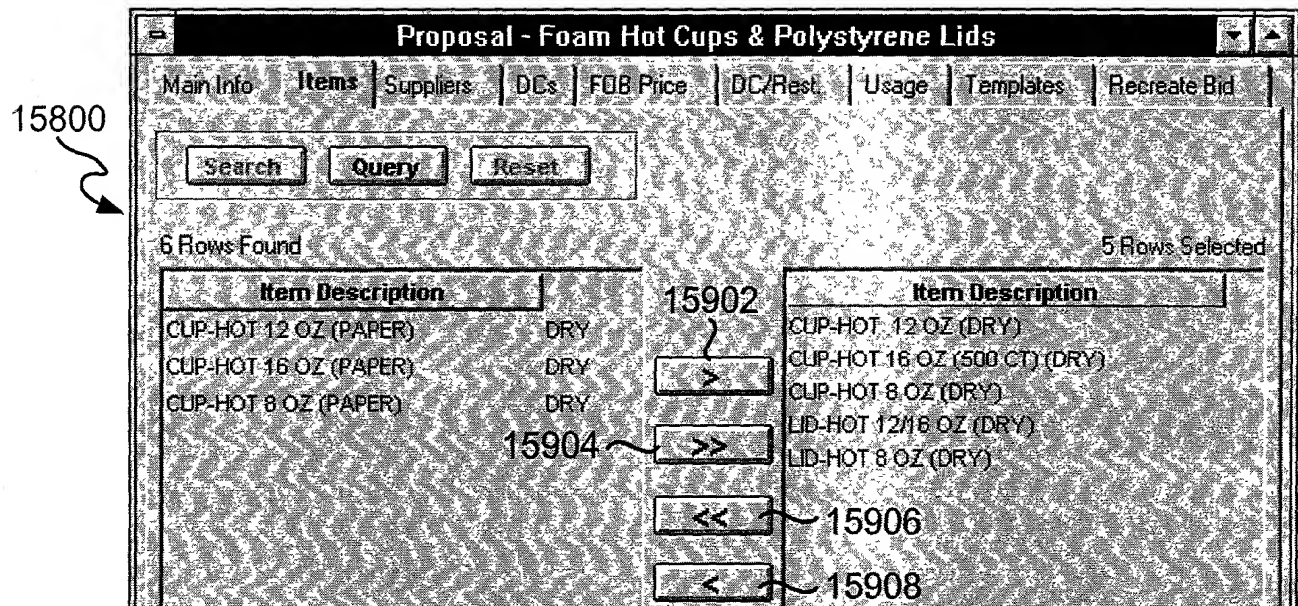 Proposal - Foam Hot Cups & Polystyrene Lids
Main Info Items Suppliers DCs FOB Price DC/Rest. Usage Templates Recreate Bid
15800
Search Query Reset
6 Rows Found 5 Rows Selected
Item Description Item Description
15902
CUP-HOT 12 OZ (PAPER) DRY CUP-HOT 12 OZ (DRY)
CUP-HOT 16 OZ (PAPER) DRY > CUP-HOT 16 OZ (500 CT) (DRY)
CUP-HOT 8 OZ (PAPER) DRY CUP-HOT 8 OZ (DRY)
LID-HOT 12/16 OZ (DRY)
15904 >> LID-HOT 8 OZ (DRY)
<< 15906
< 15908